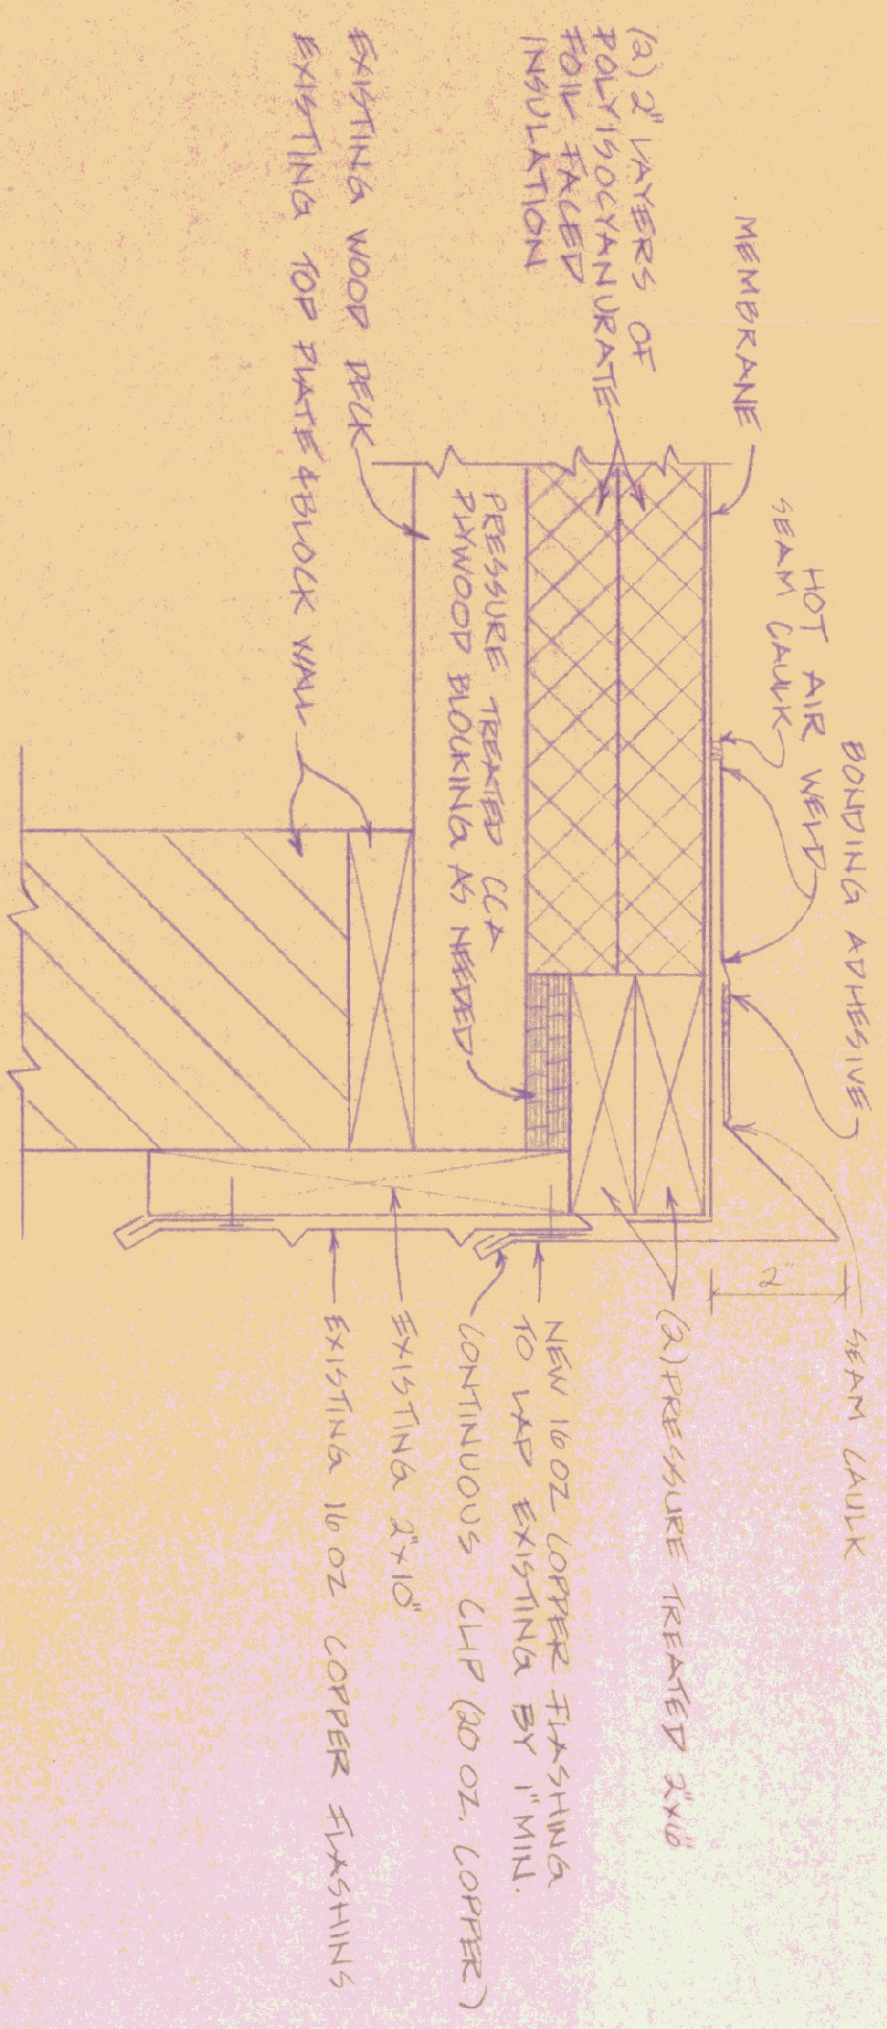 SEAM CAULK
BONDING ADHESIVE
HOT AIR WELD
SEAM CAULK
MEMBRANE
2"
(2) 2" LAYERS OF
POLYISOCYANURATE
FOIL FACED
INSULATION
(2) PRESSURE TREATED 2"x6"
NEW 16 OZ COPPER FLASHING
TO LAP EXISTING BY 1" MIN.
PRESSURE TREATED CCA
PLYWOOD BLOCKING AS NEEDED
CONTINUOUS CLIP (20 OZ. COPPER)
EXISTING WOOD DECK
EXISTING 2"x10"
EXISTING TOP PLATE & BLOCK WALL
EXISTING 16 OZ COPPER FLASHING